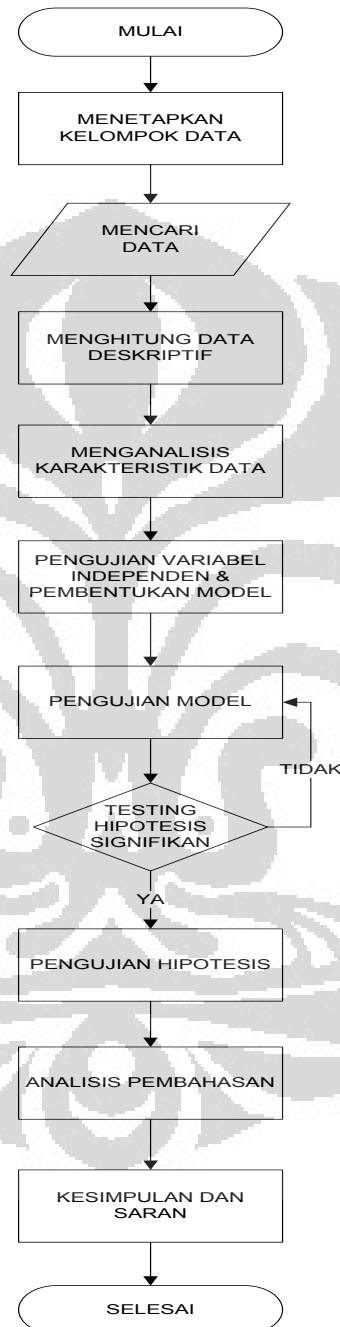 MULAI
MENETAPKAN
KELOMPOK DATA
MENCARI
DATA
MENGHITUNG DATA
DESKRIPTIF
MENGANALISIS
KARAKTERISTIK DATA
PENGUJIAN VARIABEL
INDEPENDEN &
PEMBENTUKAN MODEL
PENGUJIAN MODEL
TIDAK
TESTING
HIPOTESIS
SIGNIFIKAN
YA
PENGUJIAN HIPOTESIS
ANALISIS PEMBAHASAN
KESIMPULAN DAN
SARAN
SELESAI